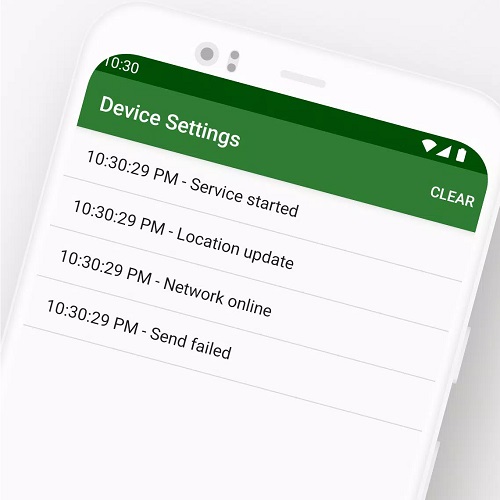 10:30
Device Settings
CLEAR
10:30:29 PM - Service started
10:30:29 PM - Location update
10:30:29 PM - Network online
10:30:29 PM - Send failed